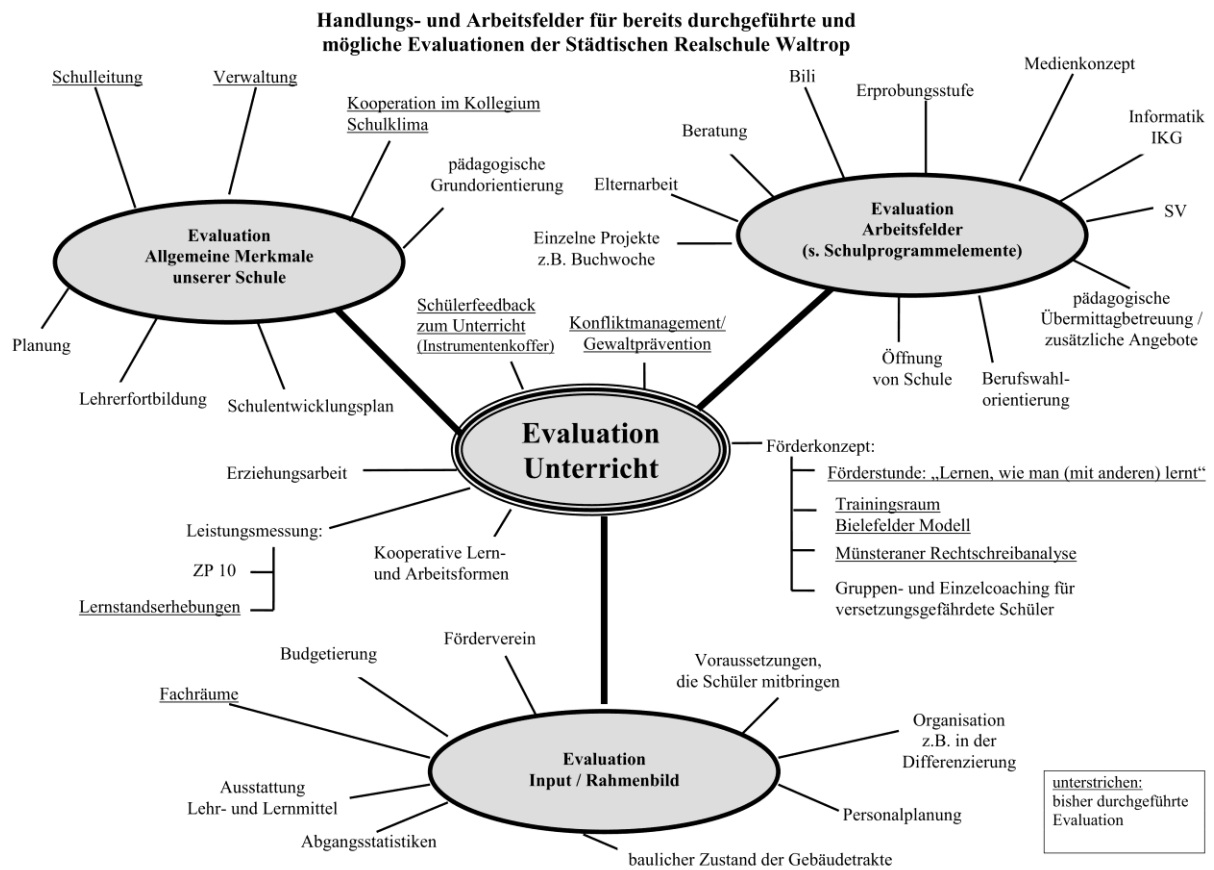 Handlungs- und Arbeitsfelder für bereits durchgeführte und
mögliche Evaluationen der Städtischen Realschule Waltrop
Schulleitung
Verwaltung
Kooperation im Kollegium
Schulklima
pädagogische
Grundorientierung
Evaluation
Allgemeine Merkmale
unserer Schule
Planung
Lehrerfortbildung
Schulentwicklungsplan
Bili
Erprobungsstufe
Medienkonzept
Beratung
Informatik
IKG
Elternarbeit
SV
Einzelne Projekte
z.B. Buchwoche
Evaluation
Arbeitsfelder
(s. Schulprogrammelemente)
pädagogische
Übermittagbetreuung /
zusätzliche Angebote
Öffnung
von Schule
Berufswahl-
orientierung
Schülerfeedback
zum Unterricht
(Instrumentenkoffer)
Konfliktmanagement/
Gewaltprävention
Evaluation
Unterricht
Erziehungsarbeit
Leistungsmessung:
ZP 10
Lernstandserhebungen
Kooperative Lern-
und Arbeitsformen
Förderkonzept:
Förderstunde: „Lernen, wie man (mit anderen) lernt“
Trainingsraum
Bielefelder Modell
Münsteraner Rechtschreibanalyse
Gruppen- und Einzelcoaching für
versetzungsgefährdete Schüler
Förderverein
Budgetierung
Fachräume
Voraussetzungen,
die Schüler mitbringen
Organisation
z.B. in der
Differenzierung
Evaluation
Input / Rahmenbild
Ausstattung
Lehr- und Lernmittel
Abgangsstatistiken
Personalplanung
baulicher Zustand der Gebäudetrakte
unterstrichen:
bisher durchgeführte
Evaluation